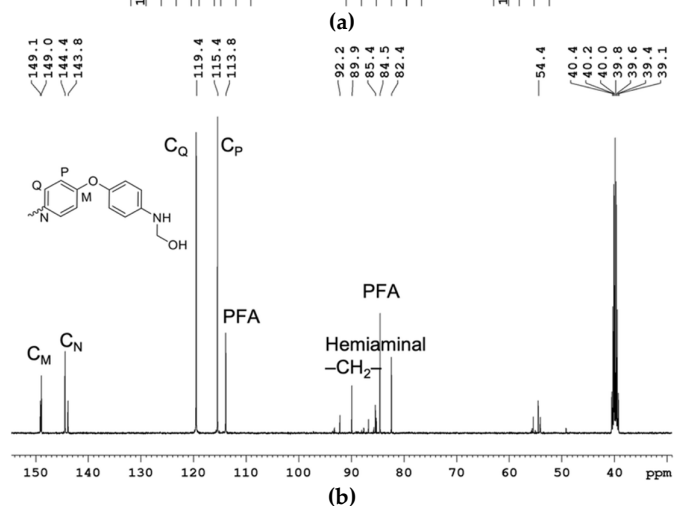 (a)
149.1
149.0
144.4
143.8
119.4
115.4
113.8
92.2
89.9
85.4
84.5
82.4
54.4
40.4
40.2
40.0
39.8
39.6
39.4
39.1
CQ CP
P
Q O
M
N NH
OH
PFA PFA
Hemiaminal
–CH2–
CM CN
150 140 130 120 110 100 90 80 70 60 50 40 ppm
(b)